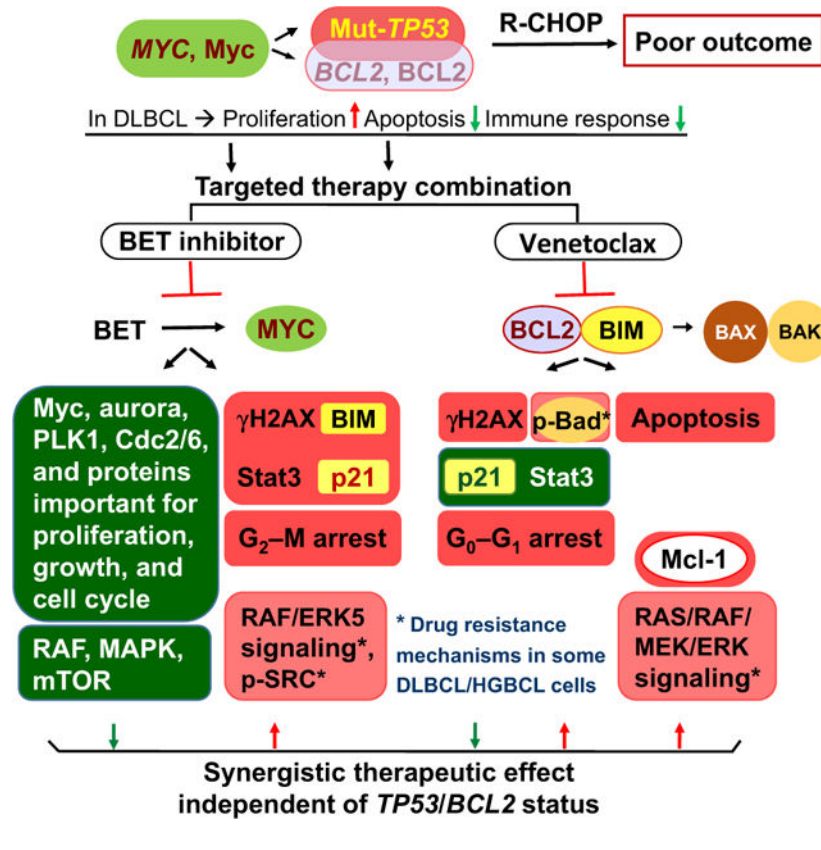 MYC, Myc
Mut-TP53
BCL2, BCL2
R-CHOP
Poor outcome
In DLBCL → Proliferation ↑ Apoptosis ↓ Immune response ↓
Targeted therapy combination
BET inhibitor
Venetoclax
BET
MYC
BCL2
BIM
BAX
BAK
Myc, aurora,
PLK1, Cdc2/6,
and proteins
important for
proliferation,
growth, and
cell cycle
RAF, MAPK,
mTOR
γH2AX BIM
Stat3 p21
G₂–M arrest
RAF/ERK5
signaling*,
p-SRC*
γH2AX
p-Bad*
Apoptosis
p21 Stat3
G₀–G₁ arrest
Mcl-1
* Drug resistance
mechanisms in some
DLBCL/HGBCL cells
RAS/RAF/
MEK/ERK
signaling*
Synergistic therapeutic effect
independent of TP53/BCL2 status